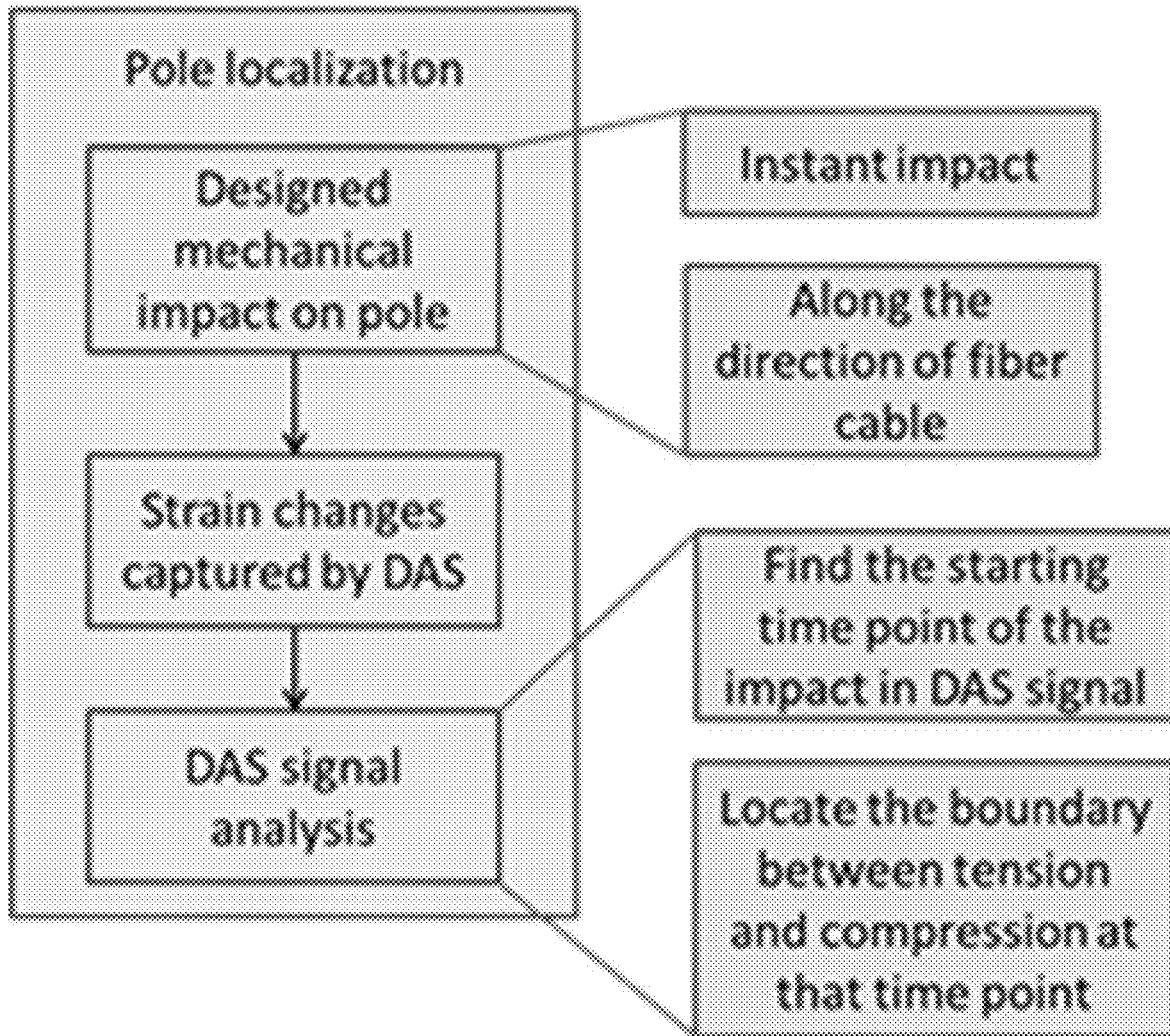 Pole localization
Designed
mechanical
impact on pole
Strain changes
captured by DAS
DAS signal
analysis
Instant impact
Along the
direction of fiber
cable
Find the starting
time point of the
impact in DAS signal
Locate the boundary
between tension
and compression at
that time point